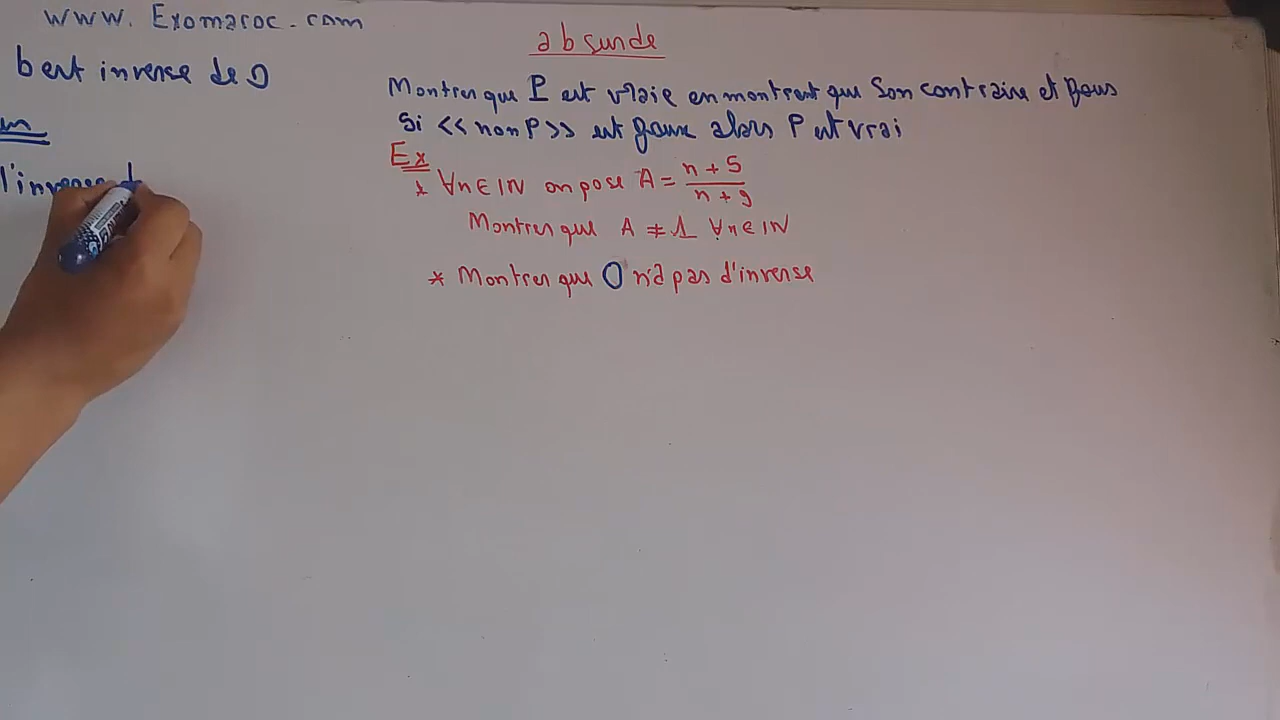 www. Exomaroc.com
b est inverse de 0
absurde
Montrer que P est vraie en montrent que Son contraire et faus
Si << non P >> est faux alors P est vrai
Ex
* ∀n∈IN on pose A = n+5 / n+9
Montrer que A ≠ 1 ∀n∈IN
* Montrer que 0 n'a pas d'inverse
l'inverse